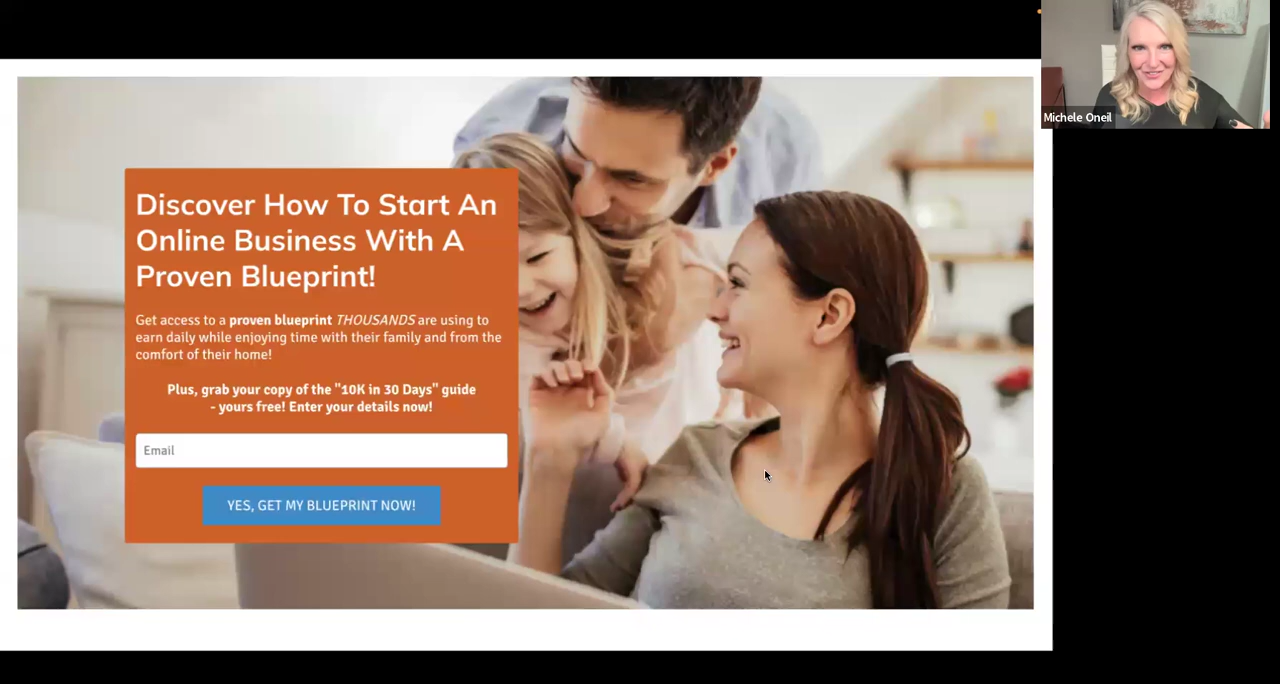 Michele Oneil
Discover How To Start An
Online Business With A
Proven Blueprint!
Get access to a proven blueprint THOUSANDS are using to
earn daily while enjoying time with their family and from the
comfort of their home!
Plus, grab your copy of the "10K in 30 Days" guide
- yours free! Enter your details now!
Email
YES, GET MY BLUEPRINT NOW!